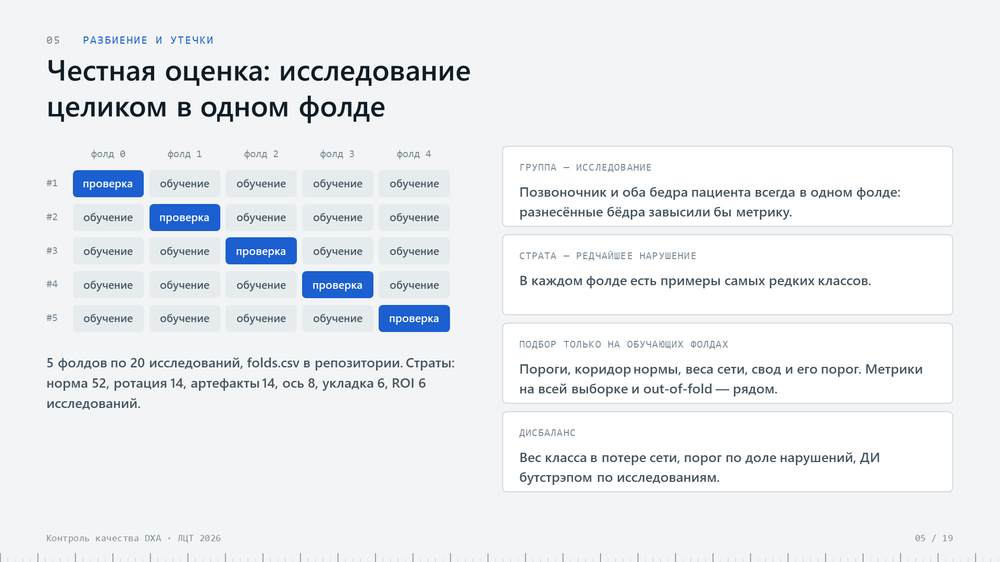 05 РАЗБИЕНИЕ И УТЕЧКИ
Честная оценка: исследование
целиком в одном фолде
фолд 0 фолд 1 фолд 2 фолд 3 фолд 4
#1 проверка обучение обучение обучение обучение
#2 обучение проверка обучение обучение обучение
#3 обучение обучение проверка обучение обучение
#4 обучение обучение обучение проверка обучение
#5 обучение обучение обучение обучение проверка
5 фолдов по 20 исследований, folds.csv в репозитории. Страты:
норма 52, ротация 14, артефакты 14, ось 8, укладка 6, ROI 6
исследований.
ГРУППА — ИССЛЕДОВАНИЕ
Позвоночник и оба бедра пациента всегда в одном фолде:
разнесённые бёдра завысили бы метрику.
СТРАТА — РЕДЧАЙШЕЕ НАРУШЕНИЕ
В каждом фолде есть примеры самых редких классов.
ПОДБОР ТОЛЬКО НА ОБУЧАЮЩИХ ФОЛДАХ
Пороги, коридор нормы, веса сети, свод и его порог. Метрики
на всей выборке и out-of-fold — рядом.
ДИСБАЛАНС
Вес класса в потере сети, порог по доле нарушений, ДИ
бутстрэпом по исследованиям.
Контроль качества DXA · ЛЦТ 2026
05 / 19